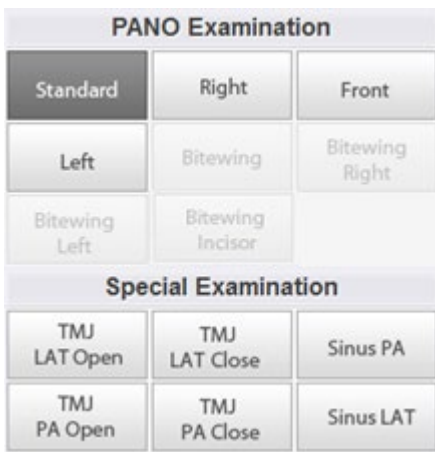 PANO Examination
Standard
Right
Front
Left
Bitewing
Bitewing
Right
Bitewing
Left
Bitewing
Incisor
Special Examination
TMJ
LAT Open
TMJ
LAT Close
Sinus PA
TMJ
PA Open
TMJ
PA Close
Sinus LAT